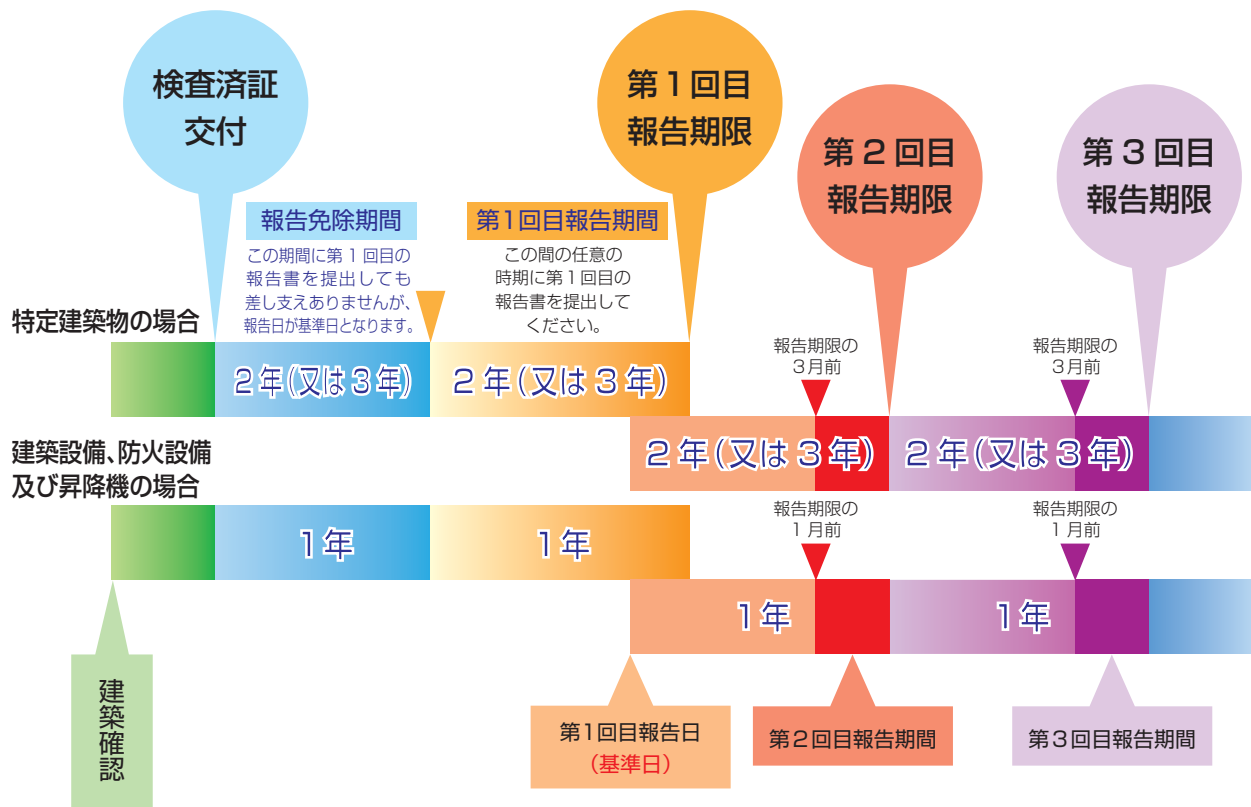 検査済証
交付
第1回目
報告期限
第2回目
報告期限
第3回目
報告期限
報告免除期間
この期間に第1回目の
報告書を提出しても
差し支えありませんが、
報告日が基準日となります。
第1回目報告期間
この間の任意の
時期に第1回目の
報告書を提出して
ください。
特定建築物の場合
報告期限の
3月前
報告期限の
3月前
2年(又は3年)
2年(又は3年)
2年(又は3年)
2年(又は3年)
建築設備、防火設備
及び昇降機の場合
報告期限の
1月前
報告期限の
1月前
1年
1年
1年
1年
建築確認
第1回目報告日
(基準日)
第2回目報告期間
第3回目報告期間